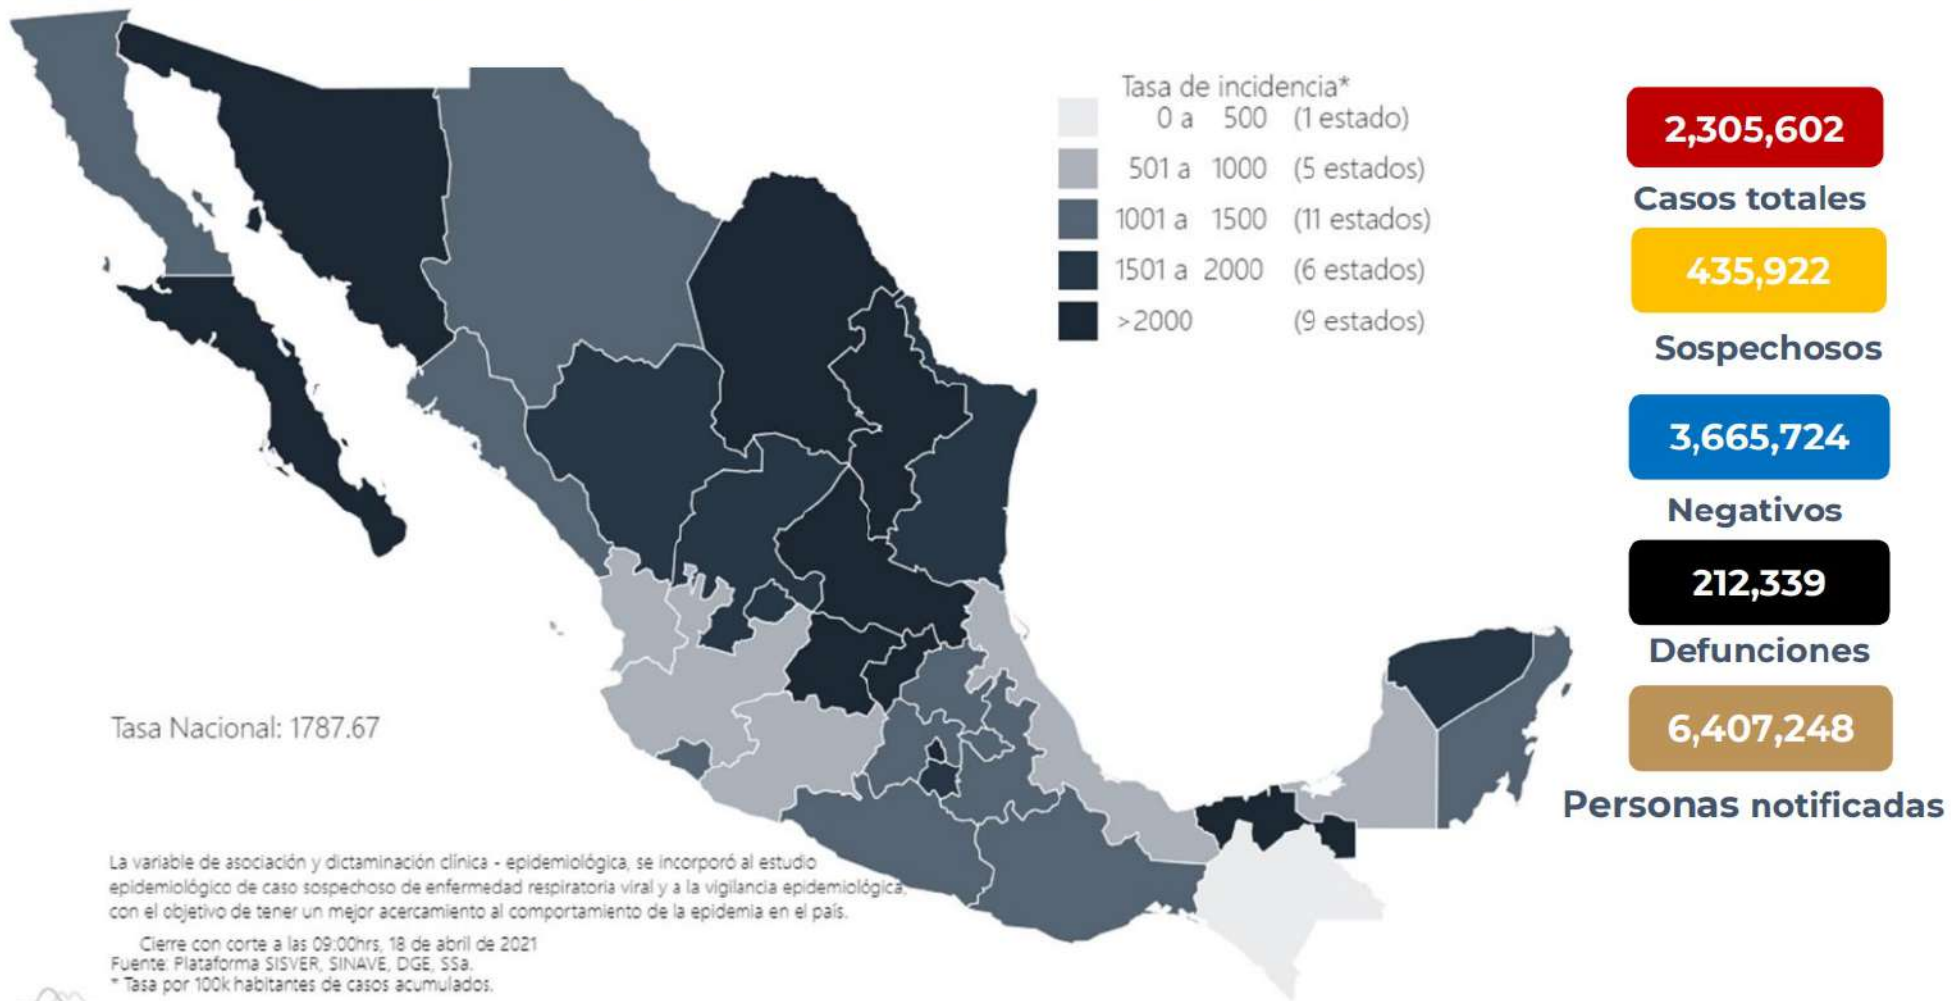 Tasa de incidencia*
0 a 500 (1 estado)
501 a 1000 (5 estados)
1001 a 1500 (11 estados)
1501 a 2000 (6 estados)
>2000 (9 estados)
2,305,602
Casos totales
435,922
Sospechosos
3,665,724
Negativos
212,339
Defunciones
6,407,248
Personas notificadas
Tasa Nacional: 1787.67
La variable de asociación y dictaminación clínica - epidemiológica, se incorporó al estudio
epidemiológico de caso sospechoso de enfermedad respiratoria viral y a la vigilancia epidemiológica,
con el objetivo de tener un mejor acercamiento al comportamiento de la epidemia en el país.
Cierre con corte a las 09:00hrs, 18 de abril de 2021
Fuente: Plataforma SISVER, SINAVE, DGE, SSa.
* Tasa por 100k habitantes de casos acumulados.